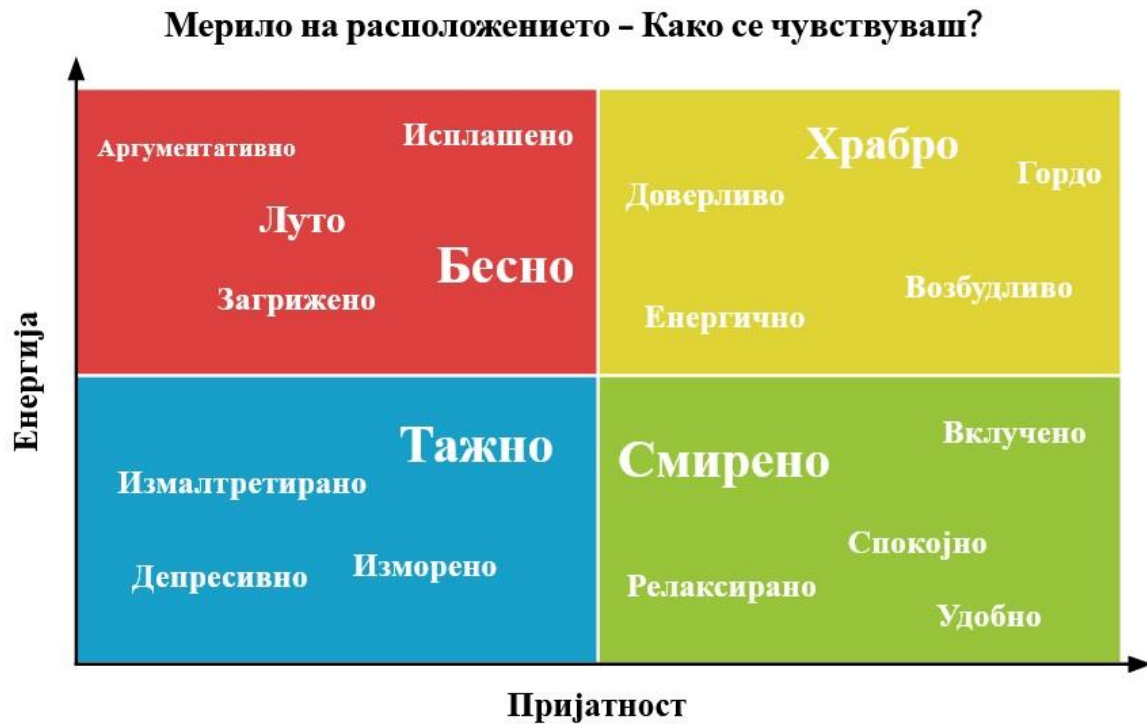 Мерило на расположението – Како се чувствуваш?
Аргументативно
Исплашено
Луто
Бесно
Загрижено
Храбро
Гордо
Доверливо
Возбудливо
Енергично
Енергија
Тажно
Измалтретирано
Изморено
Депресивно
Вклучено
Смирено
Спокојно
Релаксирано
Удобно
Пријатност